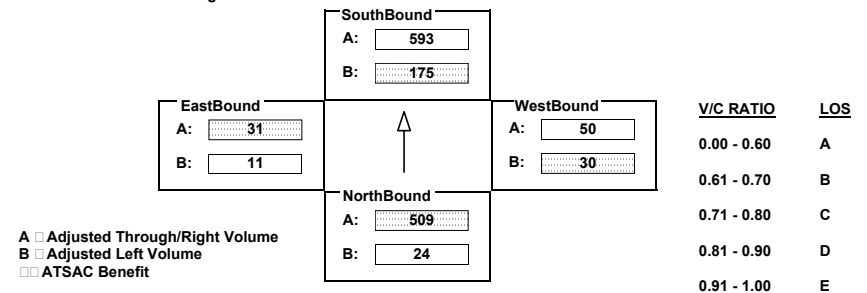 SouthBound
A: 593
B: 175
EastBound
A: 31
B: 11
WestBound
A: 50
B: 30
NorthBound
A: 509
B: 24
A □ Adjusted Through/Right Volume
B □ Adjusted Left Volume
□□ ATSAC Benefit
V/C RATIO LOS
0.00 - 0.60 A
0.61 - 0.70 B
0.71 - 0.80 C
0.81 - 0.90 D
0.91 - 1.00 E